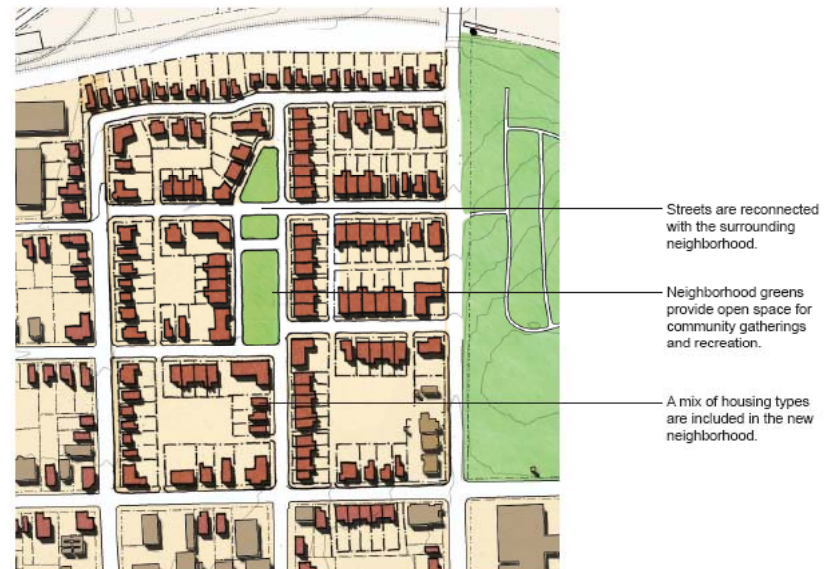 Streets are reconnected
with the surrounding
neighborhood.
Neighborhood greens
provide open space for
community gatherings
and recreation.
A mix of housing types
are included in the new
neighborhood.